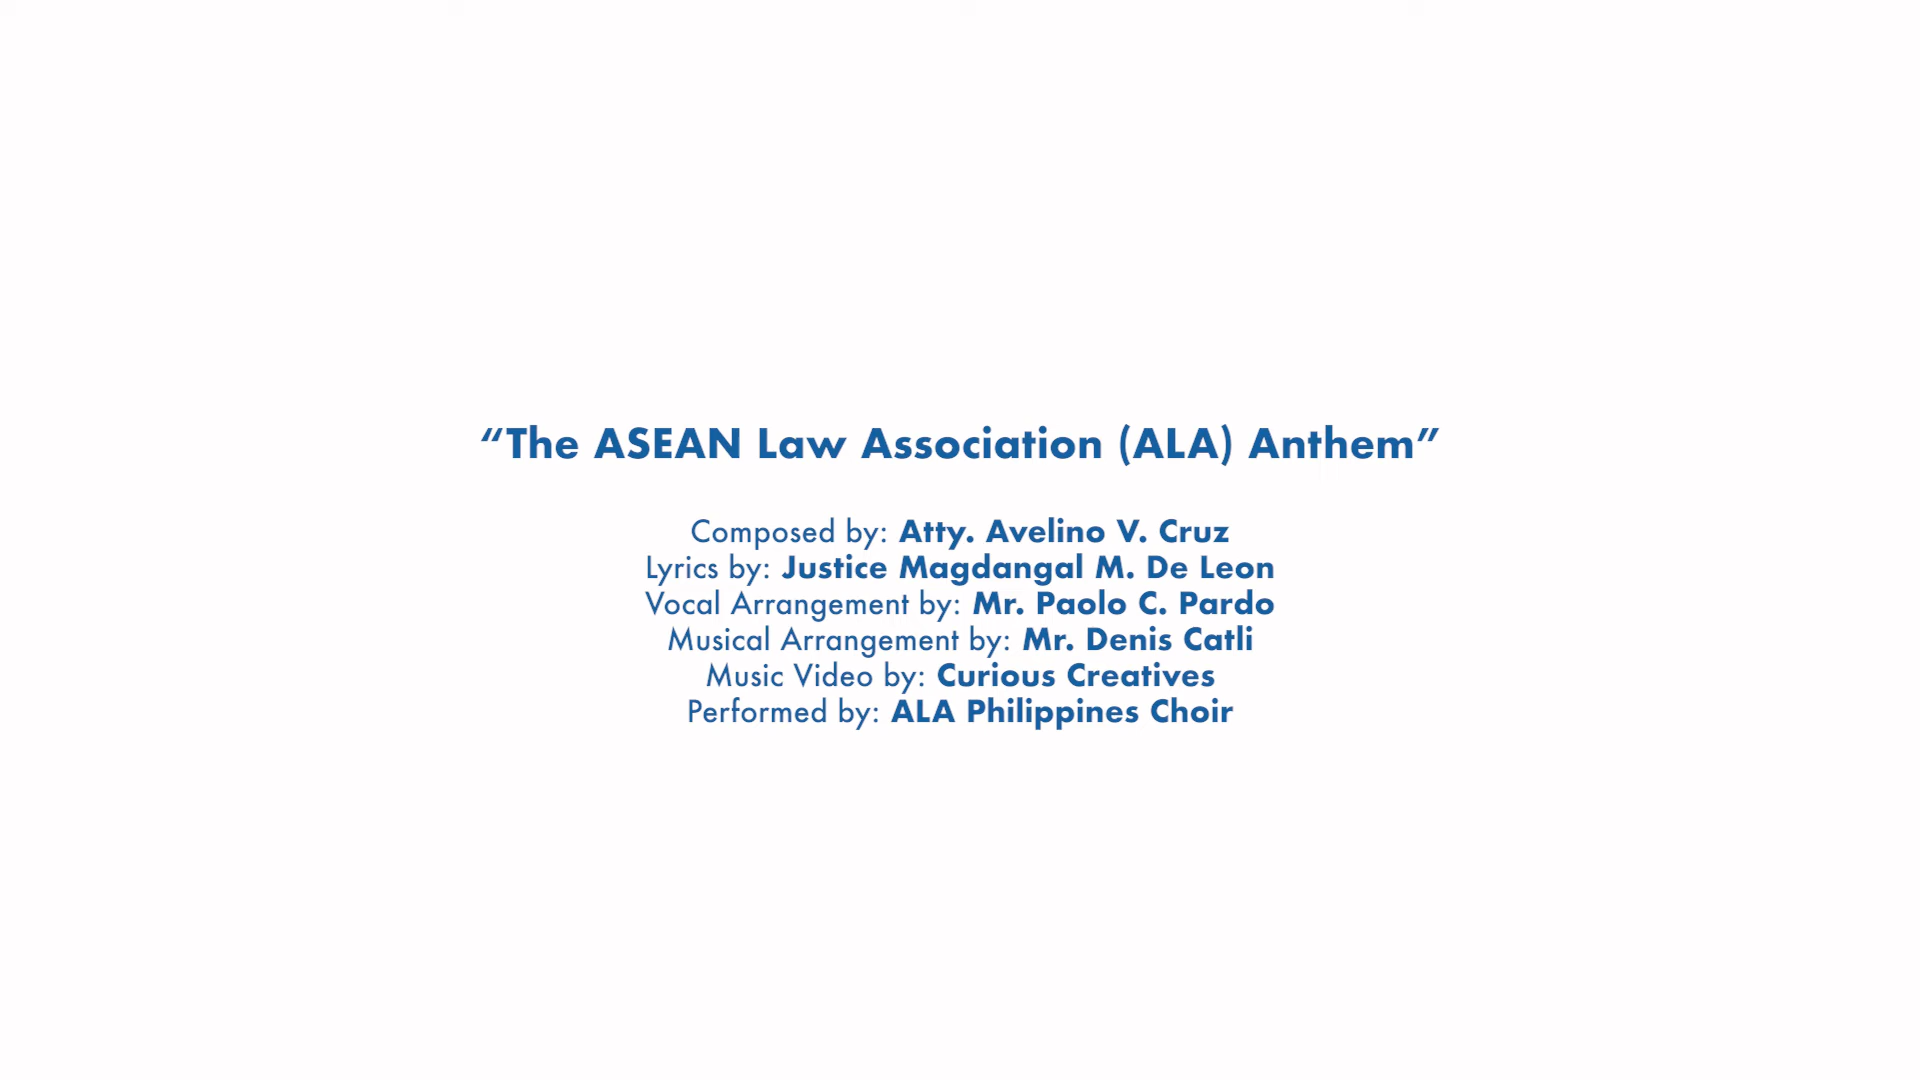 “The ASEAN Law Association (ALA) Anthem”
Composed by: Atty. Avelino V. Cruz
Lyrics by: Justice Magdangal M. De Leon
Vocal Arrangement by: Mr. Paolo C. Pardo
Musical Arrangement by: Mr. Denis Catli
Music Video by: Curious Creatives
Performed by: ALA Philippines Choir